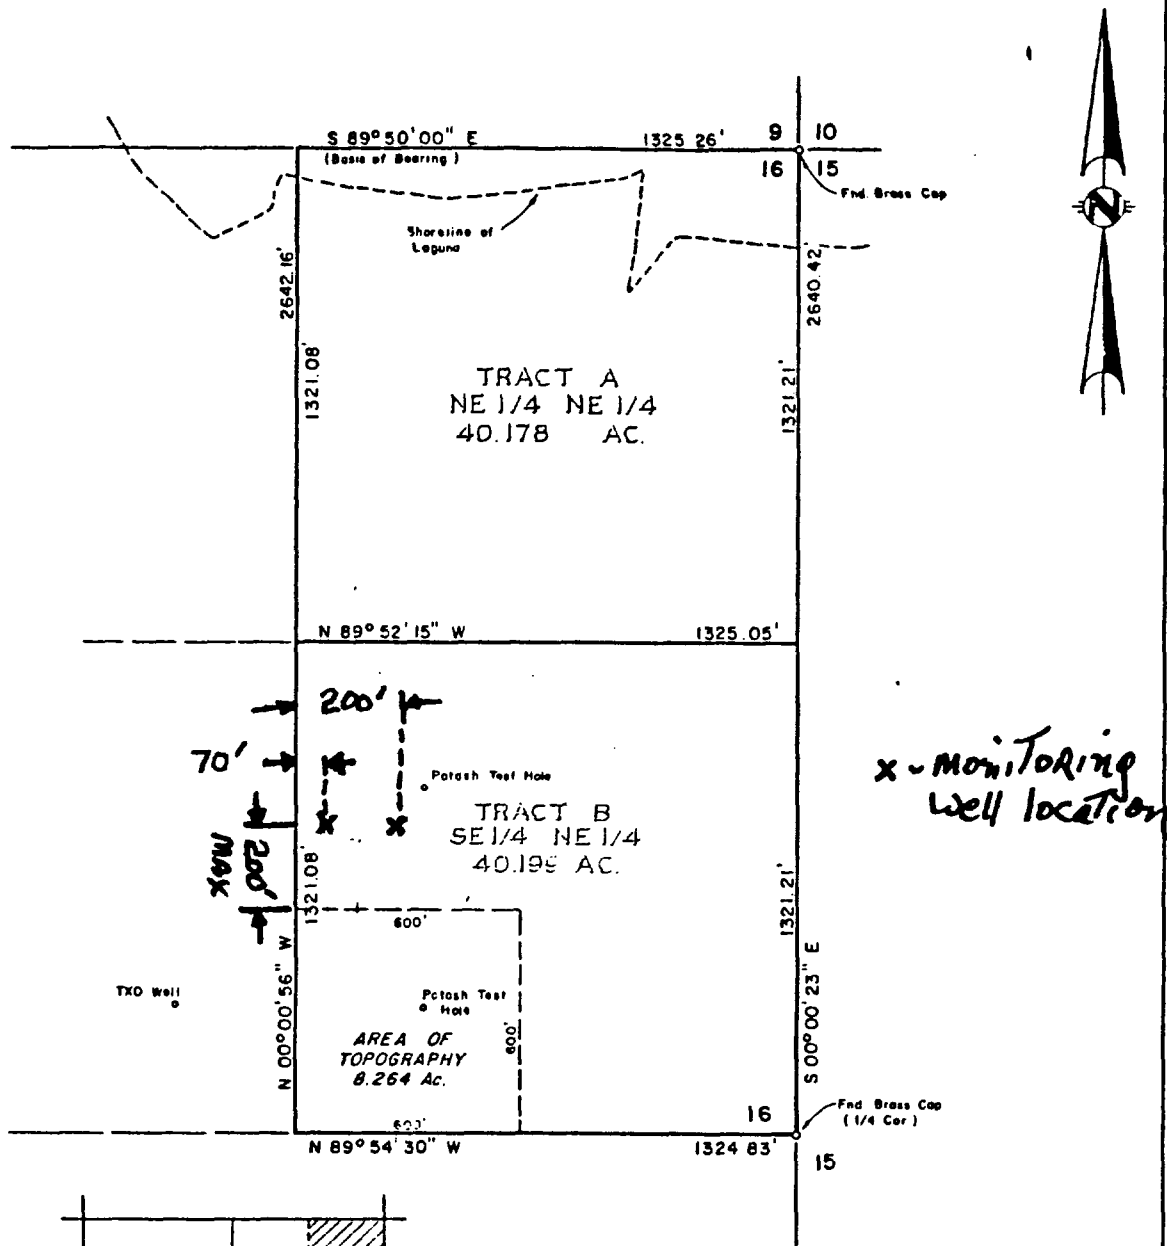 S 89° 50' 00" E
1325.26'
(Basis of Bearing)
9
10
16
15
Fnd. Brass Cap
N
Shoreline of
Laguna
2642.16'
2640.42'
1321.08'
1321.21'
TRACT A
NE 1/4 NE 1/4
40.178 AC.
N 89° 52' 15" W
1325.05'
200'
70'
Potash Test Hole
x - Monitoring
well location
x
x
TRACT B
SE 1/4 NE 1/4
AC.
200'
MAX
1321.08'
1321.21'
600'
N 00° 00' 56" W
S 00° 00' 23" E
TXO Well
Potash Test
Hole
600'
AREA OF
TOPOGRAPHY
8.264 Ac.
16
Fnd Brass Cap
(1/4 Cor)
600'
N 89° 54' 30" W
1324.83'
15